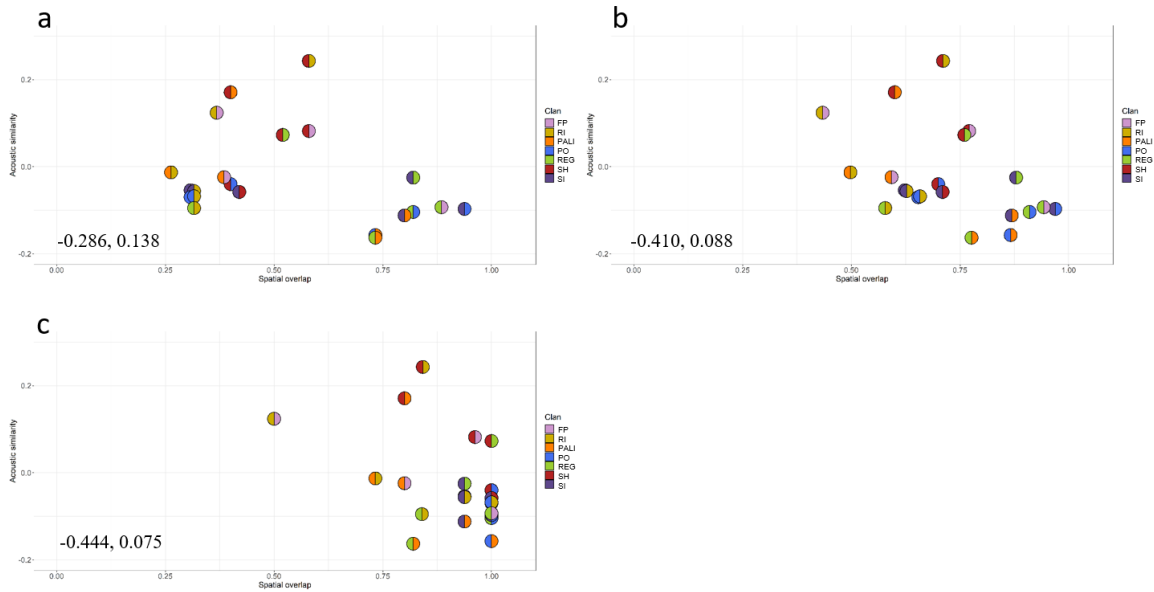 a
Acoustic similarity
0.2
0.0
-0.2
-0.286, 0.138
0.00
0.25
0.50
0.75
1.00
Spatial overlap
Clan
FP
RI
PALI
PO
REG
SH
SI
b
Acoustic similarity
0.2
0.0
-0.2
-0.410, 0.088
0.00
0.25
0.50
0.75
1.00
Spatial overlap
Clan
FP
RI
PALI
PO
REG
SH
SI
c
Acoustic similarity
0.2
0.0
-0.2
-0.444, 0.075
0.00
0.25
0.50
0.75
1.00
Spatial overlap
Clan
FP
RI
PALI
PO
REG
SH
SI